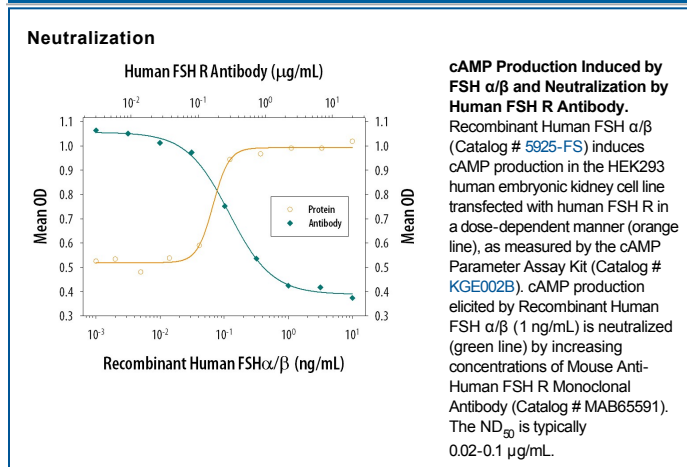 Neutralization
Human FSH R Antibody (µg/mL)
10-2 10-1 100 101
1.1 1.1
1.0 1.0
0.9 0.9
0.8 0.8
0.7 0.7
0.6 0.6
0.5 0.5
0.4 0.4
0.3 0.3
Mean OD
Mean OD
Protein
Antibody
10-3 10-2 10-1 100 101
Recombinant Human FSHα/β (ng/mL)
cAMP Production Induced by
FSH α/β and Neutralization by
Human FSH R Antibody.
Recombinant Human FSH α/β
(Catalog # 5925-FS) induces
cAMP production in the HEK293
human embryonic kidney cell line
transfected with human FSH R in
a dose-dependent manner (orange
line), as measured by the cAMP
Parameter Assay Kit (Catalog #
KGE002B). cAMP production
elicited by Recombinant Human
FSH α/β (1 ng/mL) is neutralized
(green line) by increasing
concentrations of Mouse Anti-
Human FSH R Monoclonal
Antibody (Catalog # MAB65591).
The ND50 is typically
0.02-0.1 µg/mL.